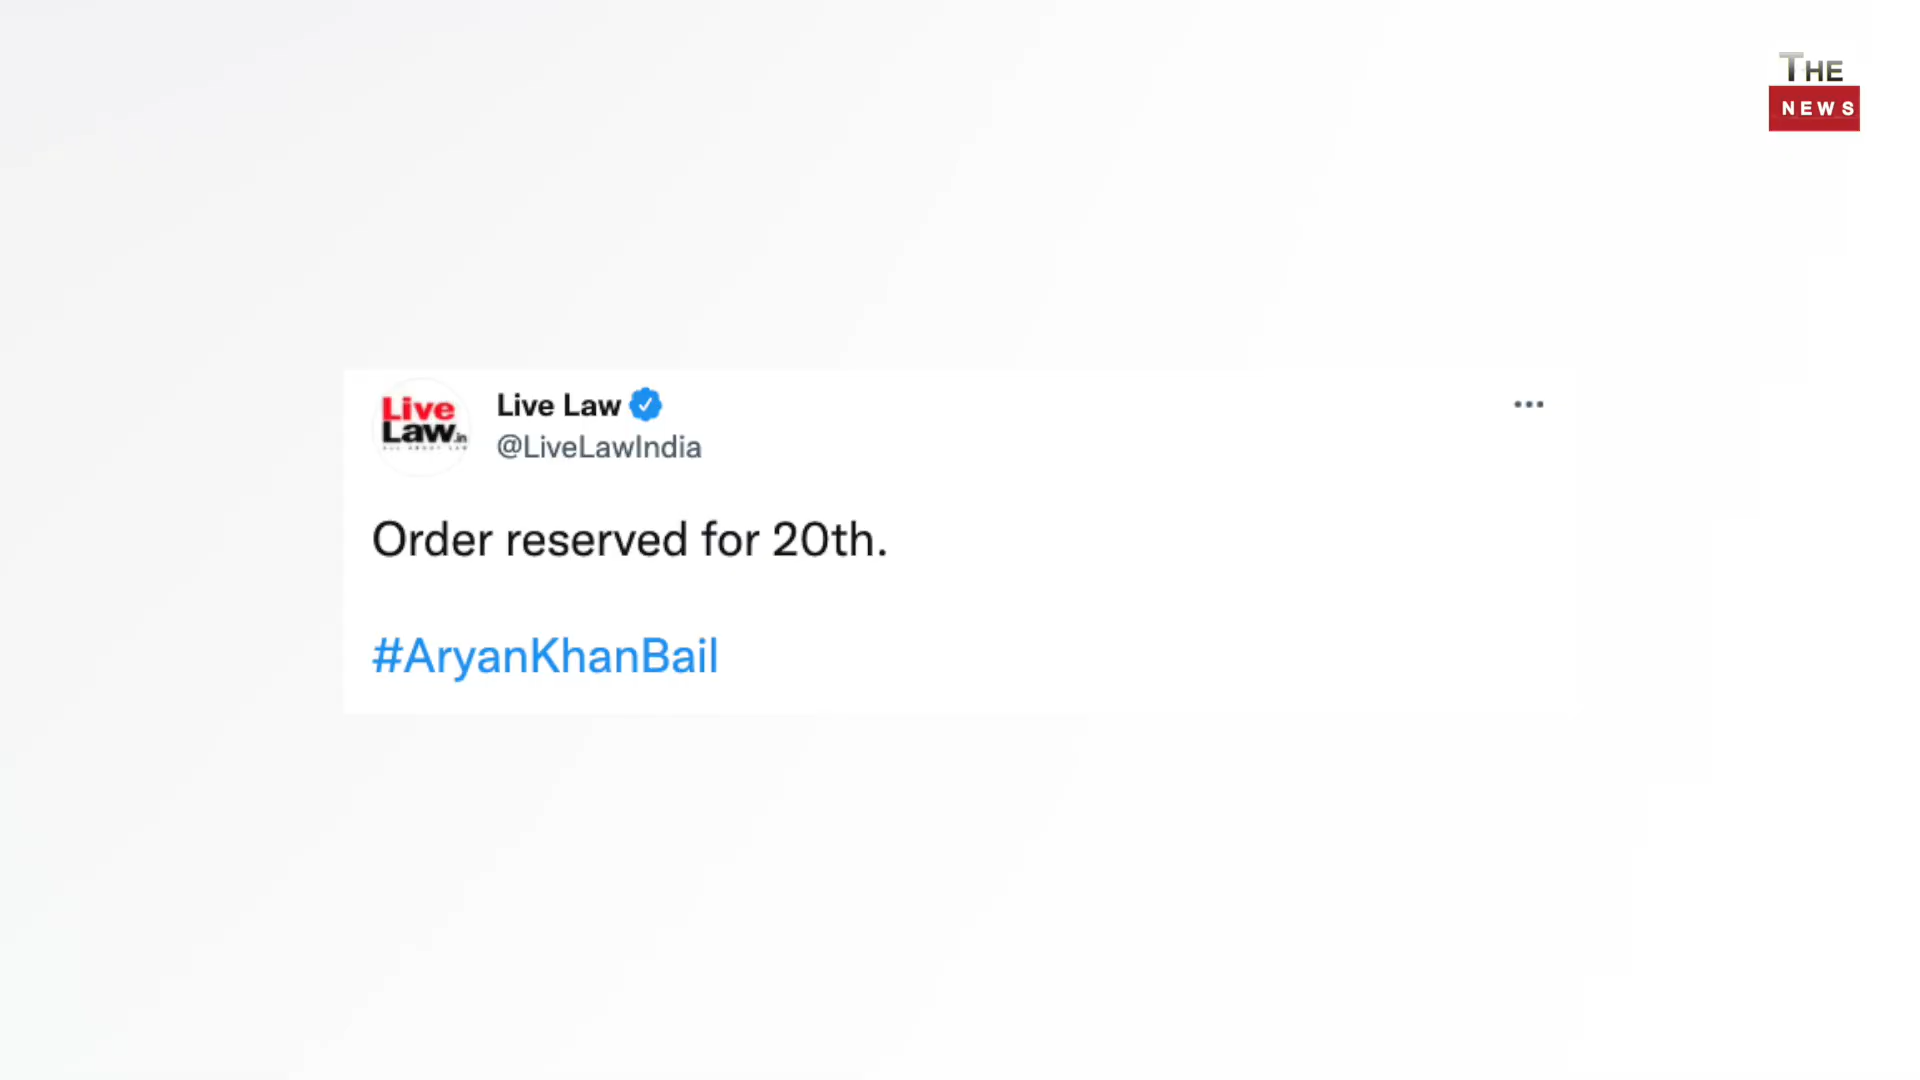 THE
NEWS
Live
Law.in
Live Law
@LiveLawIndia
Order reserved for 20th.
#AryanKhanBail